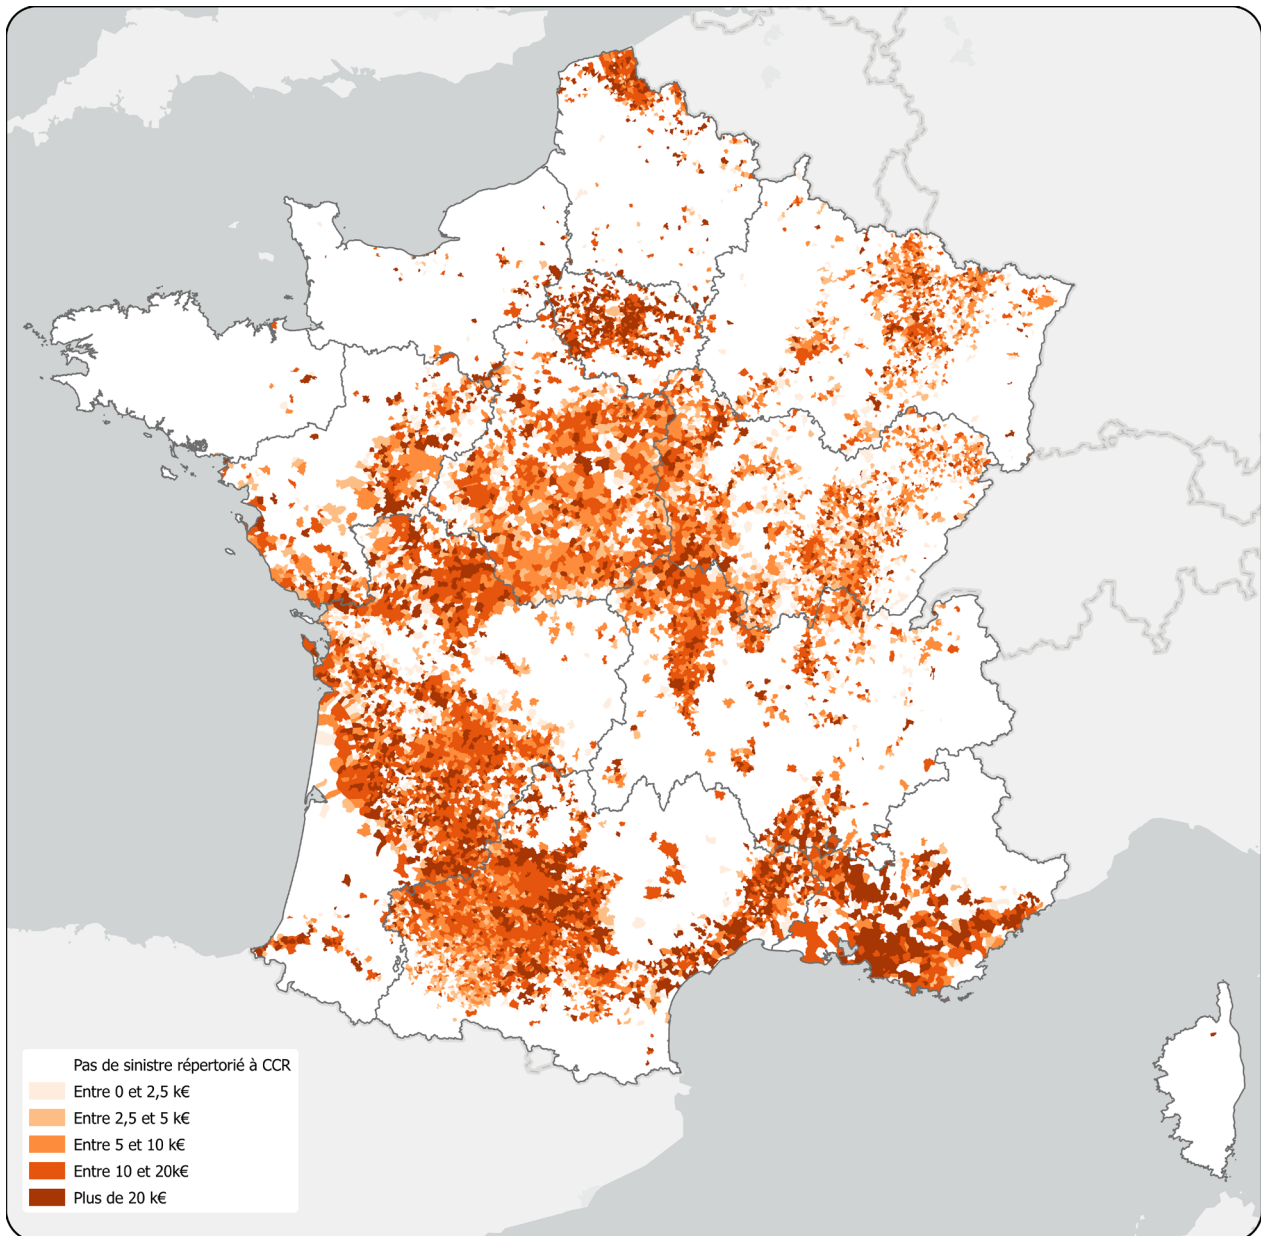 Pas de sinistre répertorié à CCR
Entre 0 et 2,5 k€
Entre 2,5 et 5 k€
Entre 5 et 10 k€
Entre 10 et 20k€
Plus de 20 k€